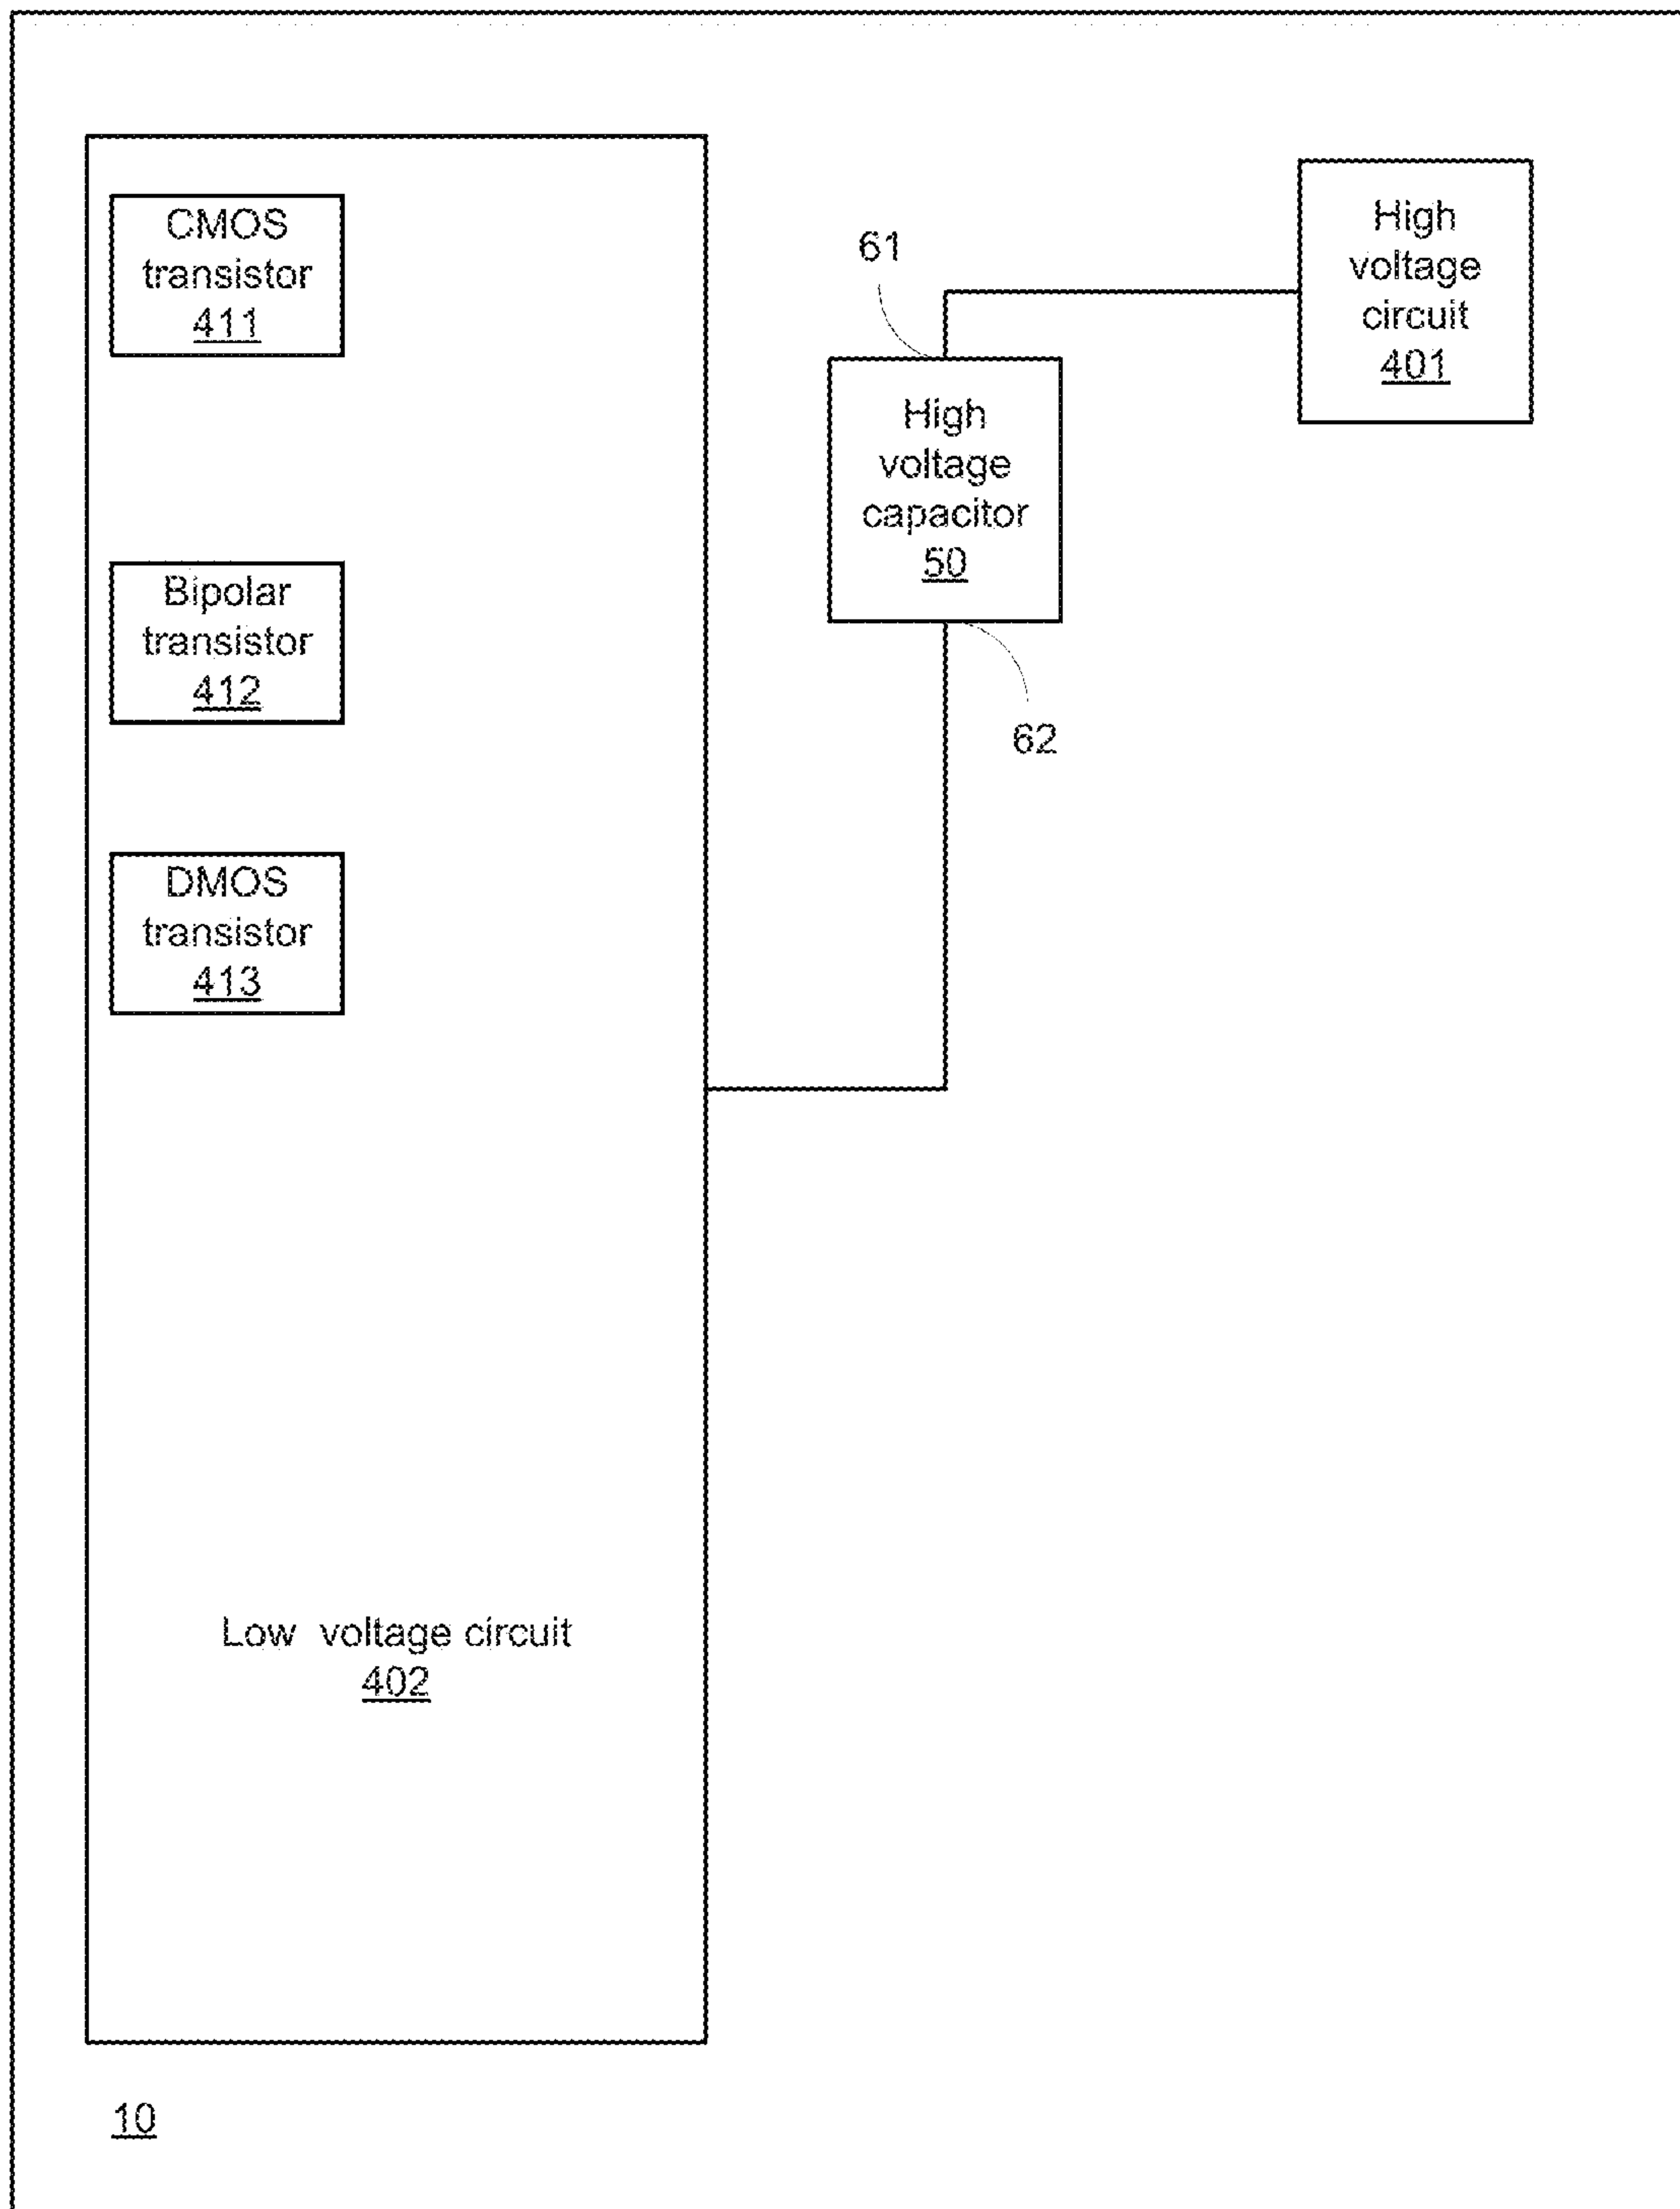 CMOS
transistor
411
Bipolar
transistor
412
DMOS
transistor
413
Low voltage circuit
402
61
High
voltage
capacitor
50
62
High
voltage
circuit
401
10